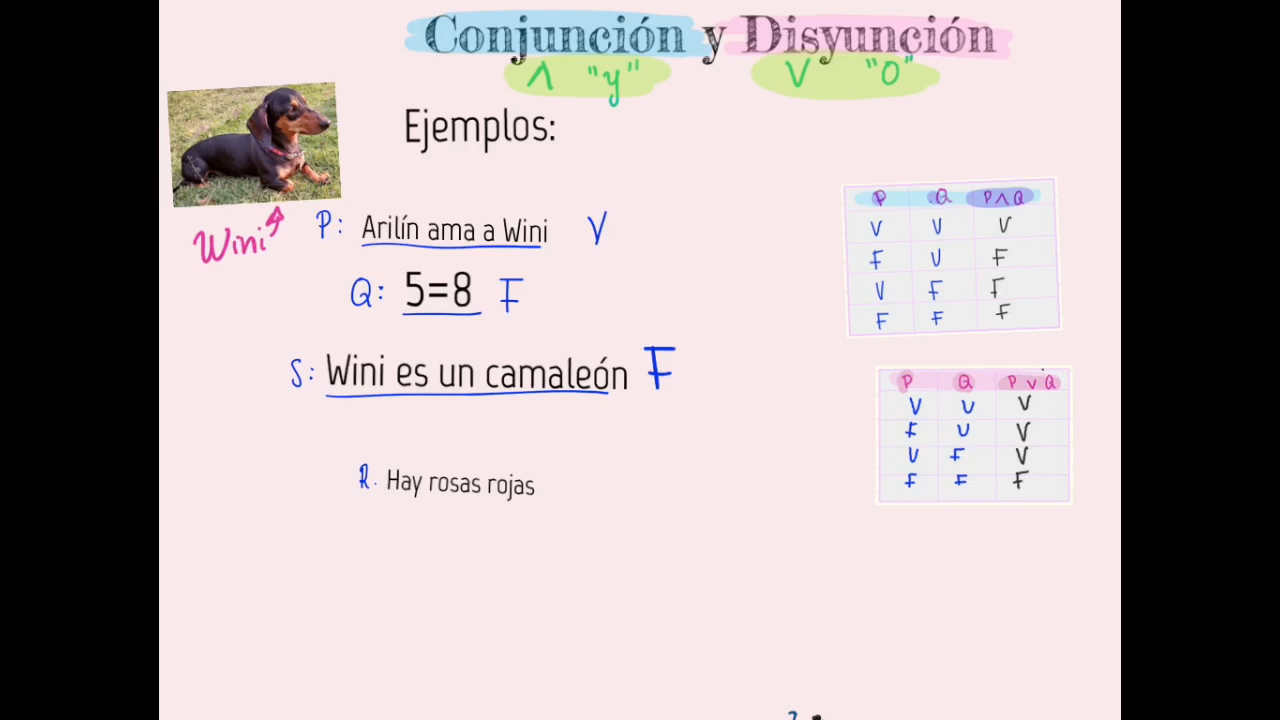 Conjunción y Disyunción
∧ "y" ∨ "O"
Ejemplos:
Wini
P: Arilín ama a Wini V
Q: 5=8 F
S: Wini es un camaleón F
R. Hay rosas rojas
P Q P∧Q
V V V
F V F
V F F
F F F
P Q P∨Q
V V V
F V V
V F V
F F F